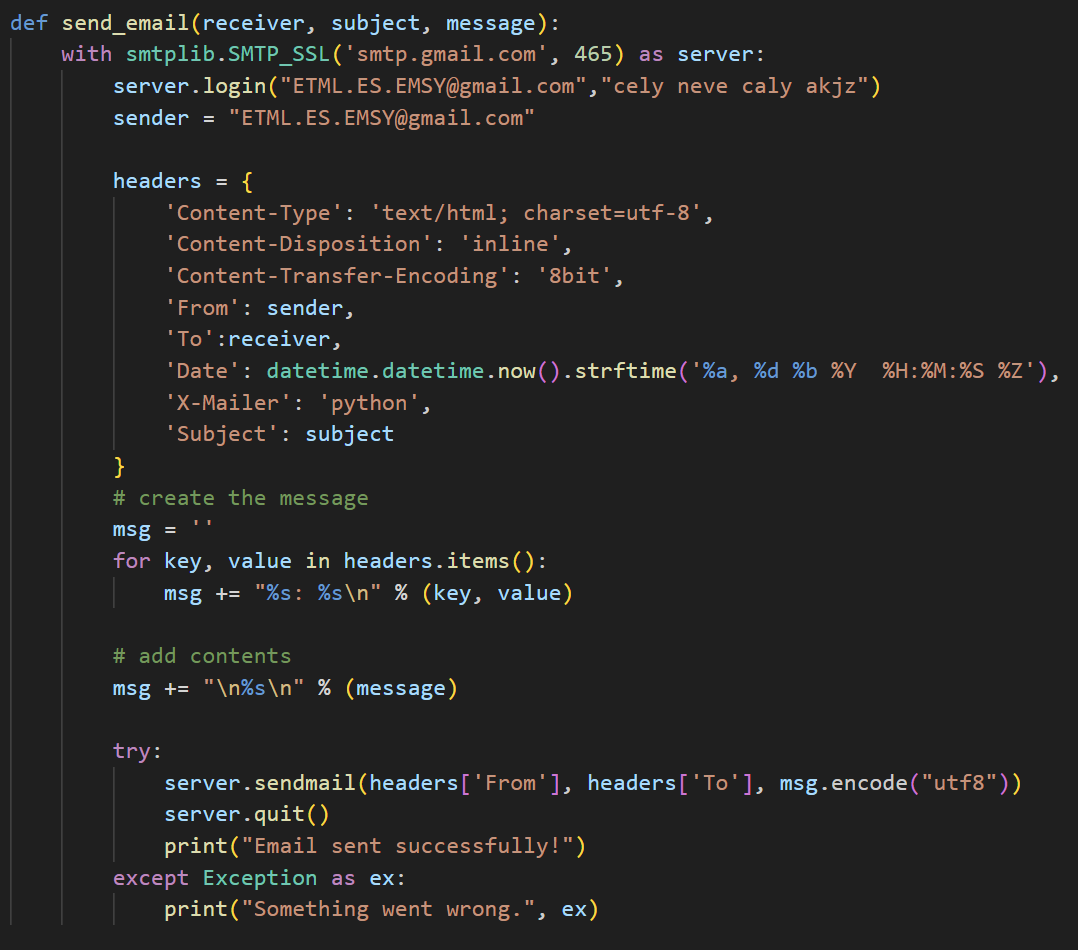 def send_email(receiver, subject, message):
    with smtplib.SMTP_SSL('smtp.gmail.com', 465) as server:
        server.login("ETML.ES.EMSY@gmail.com","cely neve caly akjz")
        sender = "ETML.ES.EMSY@gmail.com"

        headers = {
            'Content-Type': 'text/html; charset=utf-8',
            'Content-Disposition': 'inline',
            'Content-Transfer-Encoding': '8bit',
            'From': sender,
            'To':receiver,
            'Date': datetime.datetime.now().strftime('%a, %d %b %Y  %H:%M:%S %Z'),
            'X-Mailer': 'python',
            'Subject': subject
        }
        # create the message
        msg = ''
        for key, value in headers.items():
            msg += "%s: %s\n" % (key, value)

        # add contents
        msg += "\n%s\n" % (message)

        try:
            server.sendmail(headers['From'], headers['To'], msg.encode("utf8"))
            server.quit()
            print("Email sent successfully!")
        except Exception as ex:
            print("Something went wrong.", ex)